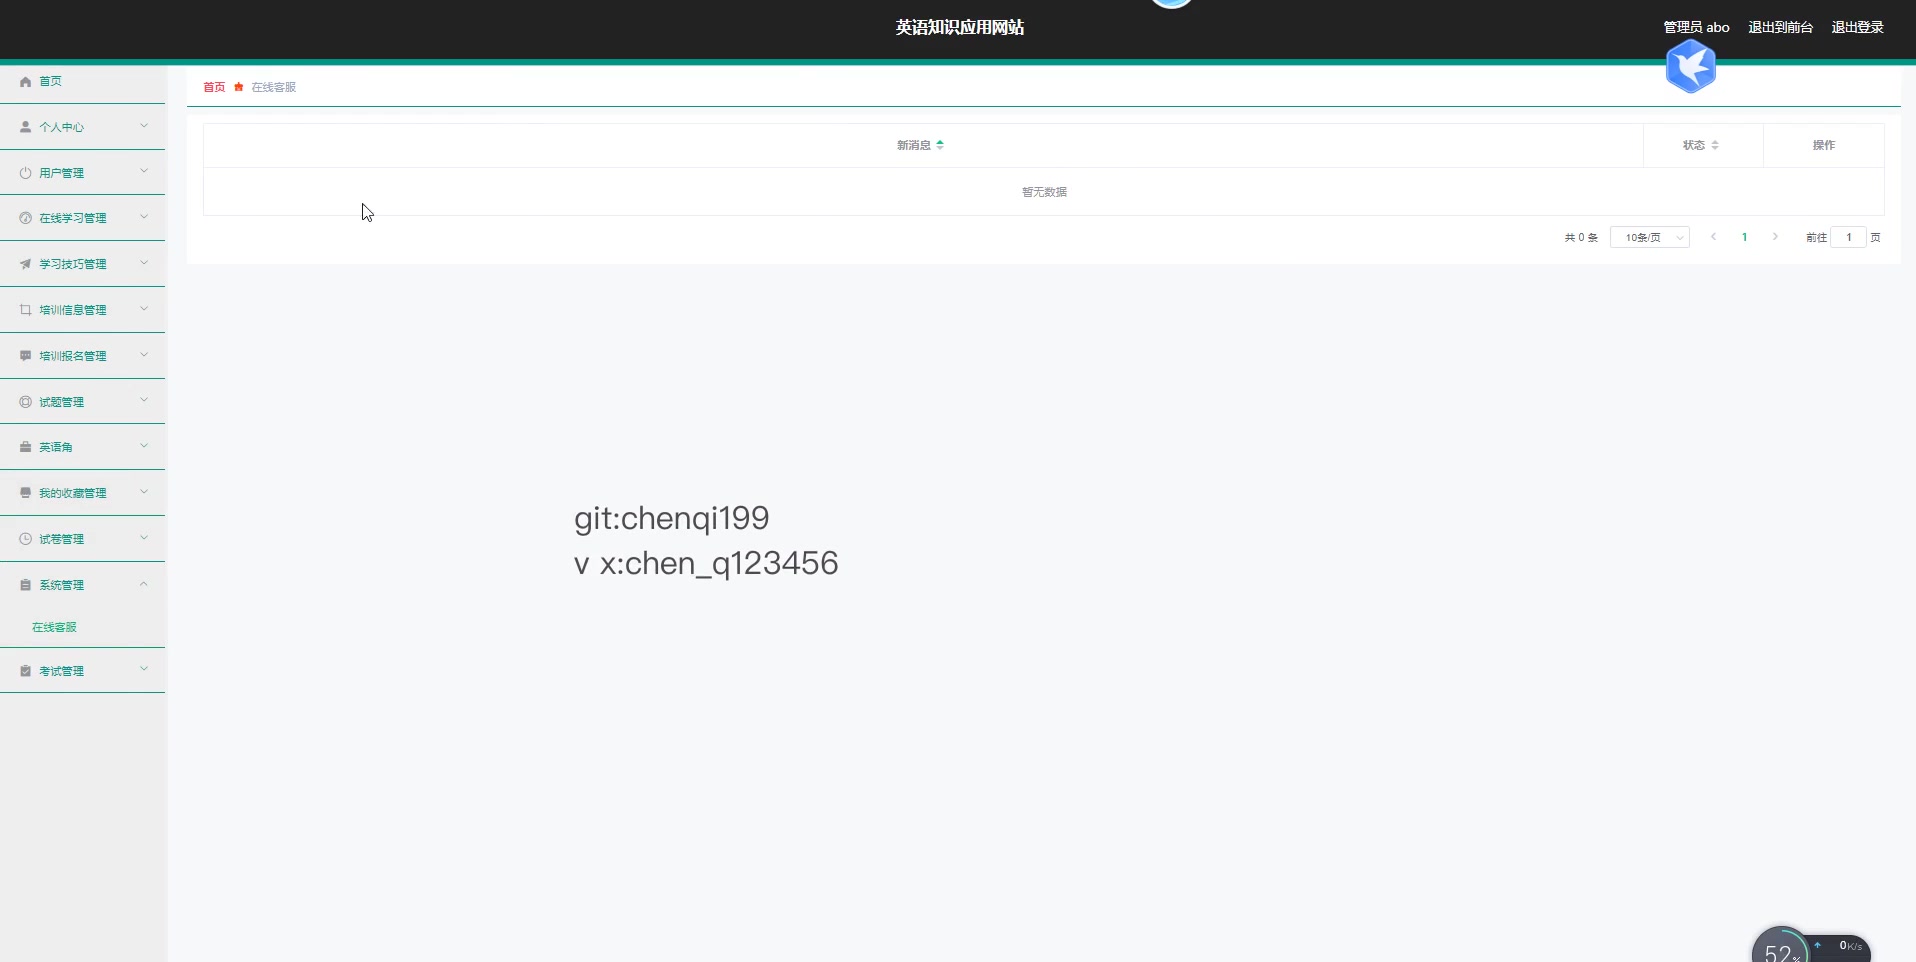 英语知识应用网站
管理员 abo 退出到前台 退出登录
首页
个人中心
用户管理
在线学习管理
学习技巧管理
培训信息管理
培训报名管理
试题管理
英语角
我的收藏管理
试卷管理
系统管理
在线客服
考试管理
首页 在线客服
新消息 状态 操作
暂无数据
共 0 条 10条/页 1 前往 1 页
git:chenqi199
v x:chen_q123456
52% 0K/s